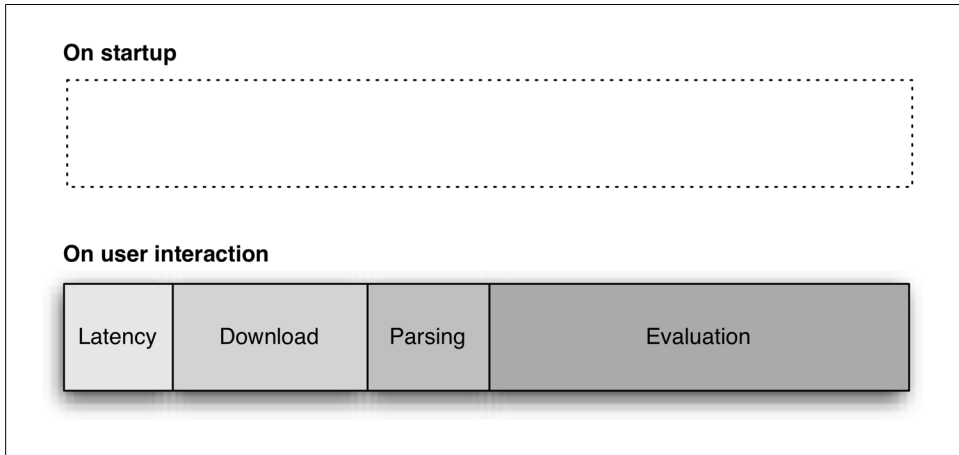 On startup
On user interaction
Latency Download Parsing Evaluation